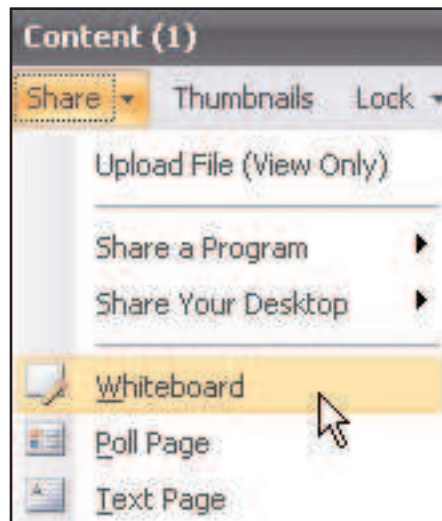 Content (1)
Share Thumbnails Lock
Upload File (View Only)
Share a Program
Share Your Desktop
Whiteboard
Poll Page
Text Page